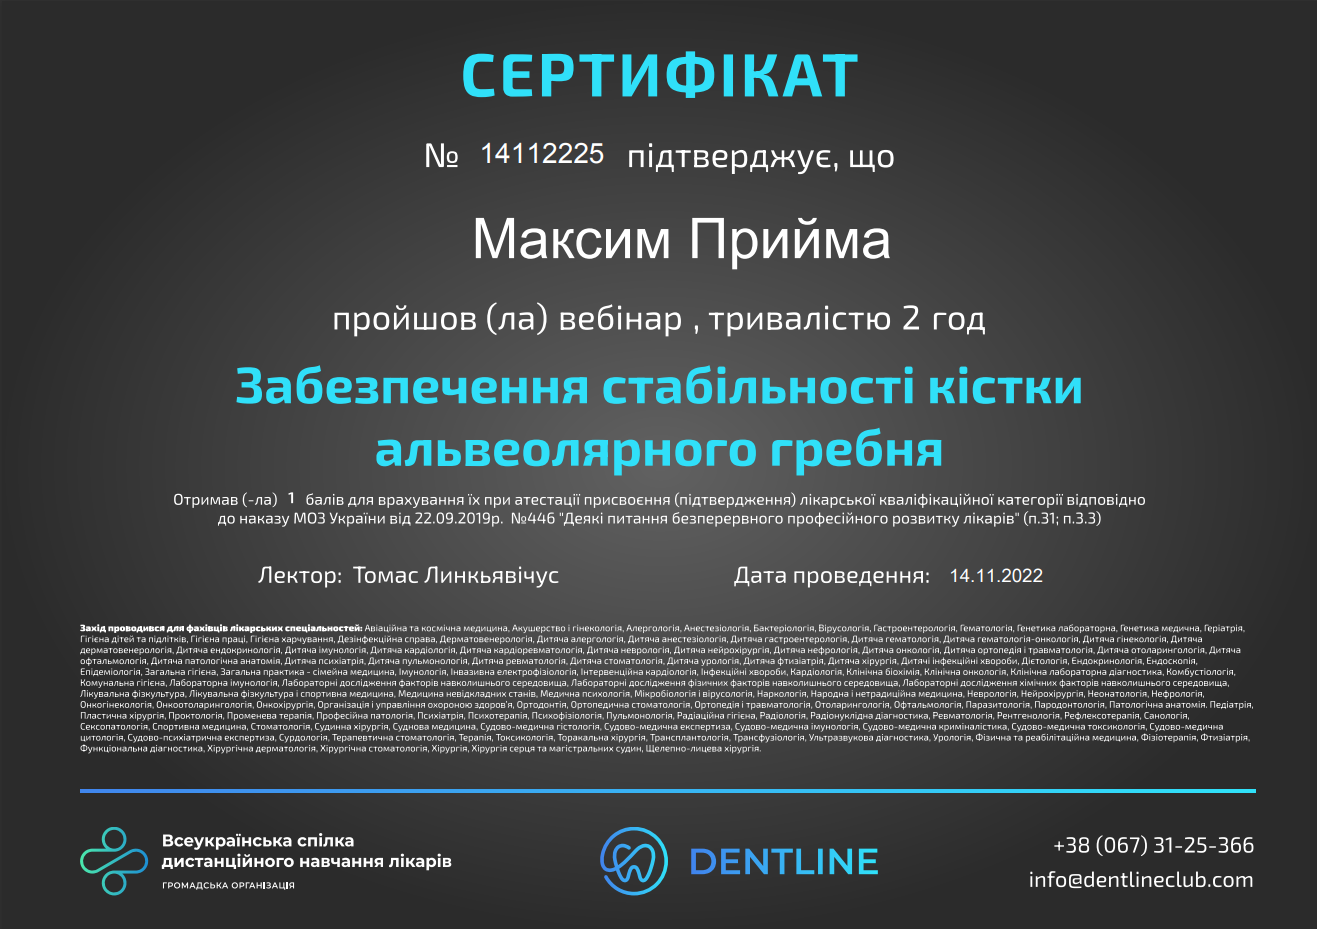 СЕРТИФІКАТ
№ 14112225 підтверджує, що
Максим Прийма
пройшов (ла) вебінар , тривалістю 2 год
Забезпечення стабільності кістки
альвеолярного гребня
Отримав (-ла) 1 балів для врахування їх при атестації присвоєння (підтвердження) лікарської кваліфікаційної категорії відповідно
до наказу МОЗ України від 22.09.2019р. №446 "Деякі питання безперервного професійного розвитку лікарів" (п.31; п.3.3)
Лектор: Томас Линкьявічус
Дата проведення: 14.11.2022
Захід проводився для фахівців лікарських спеціальностей: Авіаційна та космічна медицина, Акушерство і гінекологія, Алергологія, Анестезіологія, Бактеріологія, Вірусологія, Гастроентерологія, Гематологія, Генетика лабораторна, Генетика медична, Геріатрія,
Гігієна дітей та підлітків, Гігієна праці, Гігієна харчування, Дезінфекційна справа, Дерматовенерологія, Дитяча алергологія, Дитяча анестезіологія, Дитяча гастроентерологія, Дитяча гематологія, Дитяча гематологія-онкологія, Дитяча гінекологія, Дитяча
дерматовенерологія, Дитяча ендокринологія, Дитяча імунологія, Дитяча кардіологія, Дитяча кардіоревматологія, Дитяча неврологія, Дитяча нейрохірургія, Дитяча нефрологія, Дитяча онкологія, Дитяча ортопедія і травматологія, Дитяча отоларингологія, Дитяча
офтальмологія, Дитяча патологічна анатомія, Дитяча психіатрія, Дитяча пульмонологія, Дитяча ревматологія, Дитяча стоматологія, Дитяча урологія, Дитяча фтизіатрія, Дитяча хірургія, Дитячі інфекційні хвороби, Дієтологія, Ендокринологія, Ендоскопія,
Епідеміологія, Загальна гігієна, Загальна практика - сімейна медицина, Імунологія, Інвазивна електрофізіологія, Інтервенційна кардіологія, Інфекційні хвороби, Кардіологія, Клінічна біохімія, Клінічна онкологія, Клінічна лабораторна діагностика, Комбустіологія,
Комунальна гігієна, Лабораторна імунологія, Лабораторні дослідження факторів навколишнього середовища, Лабораторні дослідження фізичних факторів навколишнього середовища, Лабораторні дослідження хімічних факторів навколишнього середовища,
Лікувальна фізкультура, Лікувальна фізкультура і спортивна медицина, Медицина невідкладних станів, Медична психологія, Мікробіологія і вірусологія, Наркологія, Народна і нетрадиційна медицина, Неврологія, Нейрохірургія, Неонатологія, Нефрологія,
Онкогінекологія, Онкоотоларингологія, Онкохірургія, Організація і управління охороною здоров'я, Ортодонтія, Ортопедична стоматологія, Ортопедія і травматологія, Отоларингологія, Офтальмологія, Паразитологія, Пародонтологія, Патологічна анатомія. Педіатрія,
Пластична хірургія, Проктологія, Променева терапія, Професійна патологія, Психіатрія, Психотерапія, Психофізіологія, Пульмонологія, Радіаційна гігієна, Радіологія, Радіонуклідна діагностика, Ревматологія, Рентгенологія, Рефлексотерапія, Санологія,
Сексопатологія, Спортивна медицина, Стоматологія, Судинна хірургія, Суднова медицина, Судово-медична гістологія, Судово-медична експертиза, Судово-медична імунологія, Судово-медична криміналістика, Судово-медична токсикологія, Судово-медична
цитологія, Судово-психіатрична експертиза, Сурдологія, Терапевтична стоматологія, Терапія, Токсикологія, Торакальна хірургія, Трансплантологія, Трансфузіологія, Ультразвукова діагностика, Урологія, Фізична та реабілітаційна медицина, Фізіотерапія, Фтизіатрія,
Функціональна діагностика, Хірургічна дерматологія, Хірургічна стоматологія, Хірургія, Хірургія серця та магістральних судин, Щелепно-лицева хірургія.
Всеукраїнська спілка
дистанційного навчання лікарів
ГРОМАДСЬКА ОРГАНІЗАЦІЯ
DENTLINE
+38 (067) 31-25-366
info@dentlineclub.com